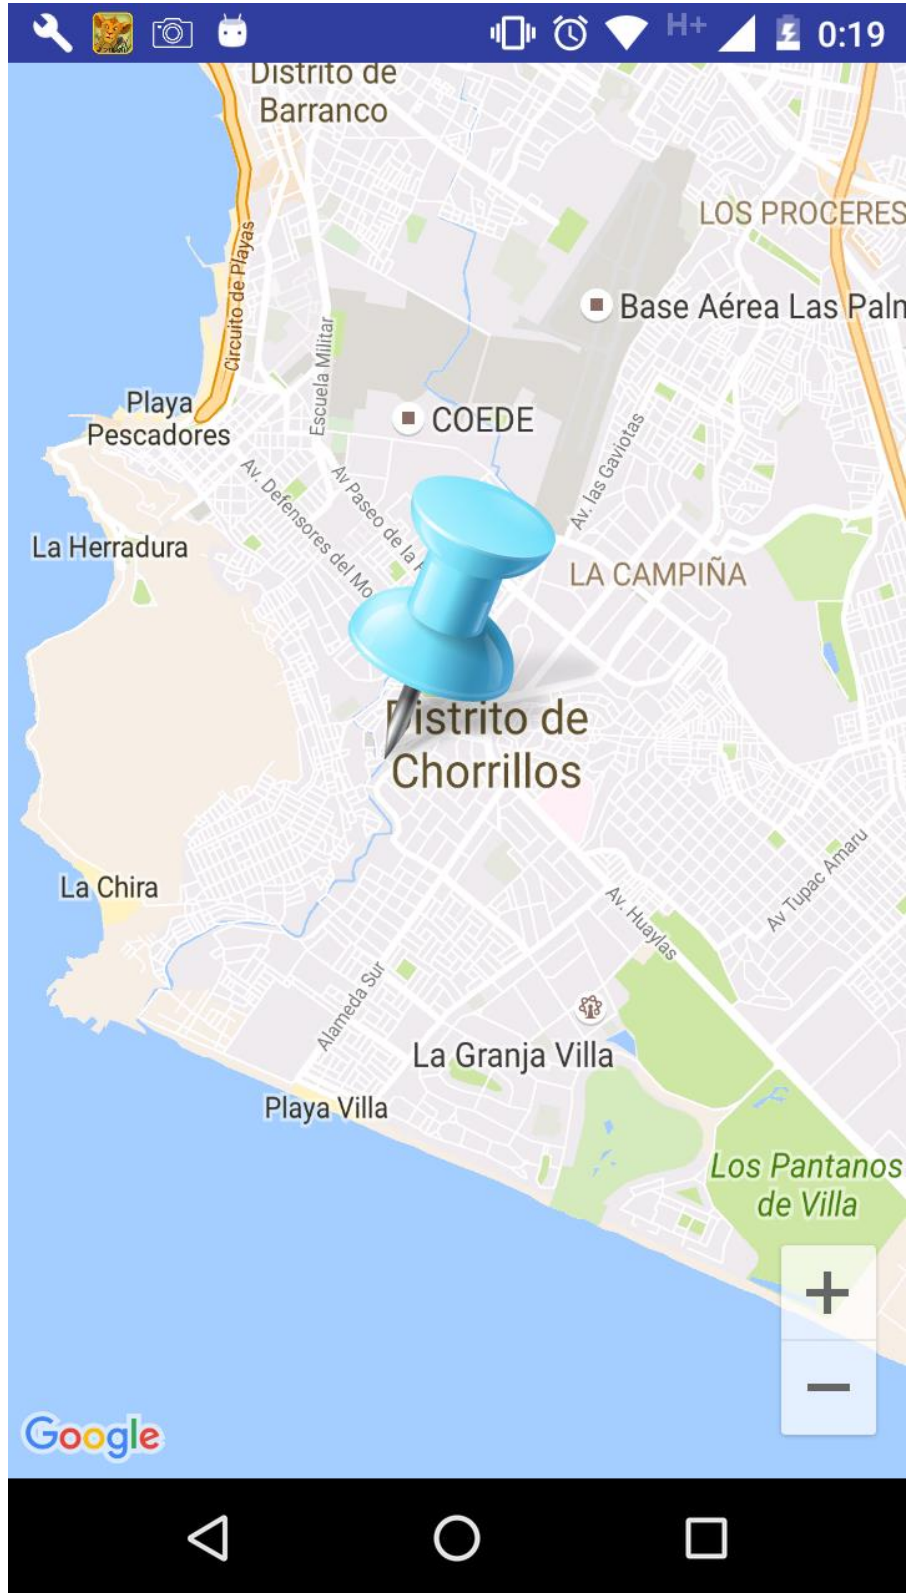 H+ 0:19
Distrito de
Barranco
LOS PROCERES
Circuito de Playas
Base Aérea Las Paln
Escuela Militar
Playa
Pescadores
COEDE
Av. las Gaviotas
Av. Defensores del Mo
Av Paseo de la R
La Herradura
LA CAMPIÑA
Distrito de
Chorrillos
La Chira
Av Tupac Amaru
Av. Huaylas
Alameda Sur
La Granja Villa
Playa Villa
Los Pantanos
de Villa
+
−
Google